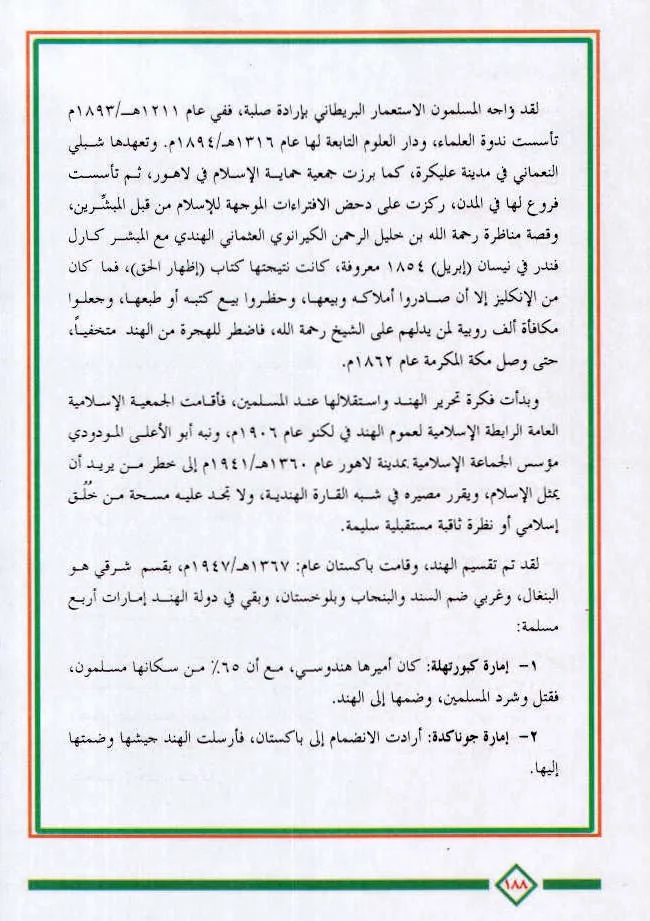 لقد واجه المسلمون الاستعمار البريطاني بإرادة صلبة، ففي عام ١٢١١هـ/١٨٩٣م
تأسست ندوة العلماء، ودار العلوم التابعة لها عام ١٣١٦هـ/١٨٩٤م. وتعهدها شبلي
النعماني في مدينة عليكرة، كما برزت جمعية حماية الإسلام في لاهور، ثم تأسست
فروع لها في المدن، ركزت على دحض الافتراءات الموجهة للإسلام من قبل المبشِّرين،
وقصة مناظرة رحمة الله بن خليل الرحمن الكيرانوي العثماني الهندي مع المبشر كارل
فندر في نيسان (إبريل) ١٨٥٤ معروفة، كانت نتيجتها كتاب (إظهار الحق)، فما كان
من الإنكليز إلا أن صادروا أملاكه وبيعها، وحظروا بيع كتبه أو طبعها، وجعلوا
مكافأة ألف روبية لمن يدلهم على الشيخ رحمة الله، فاضطر للهجرة من الهند متخفياً،
حتى وصل مكة المكرمة عام ١٨٦٢م.
وبدأت فكرة تحرير الهند واستقلالها عند المسلمين، فأقامت الجمعية الإسلامية
العامة الرابطة الإسلامية لعموم الهند في لكنو عام ١٩٠٦م، ونبه أبو الأعلى المودودي
مؤسس الجماعة الإسلامية بمدينة لاهور عام ١٣٦٠هـ/١٩٤١م إلى خطر من يريد أن
يمثل الإسلام، ويقرر مصيره في شبه القارة الهندية، ولا تجد عليه مسحة من خُلُق
إسلامي أو نظرة ثاقبة مستقبلية سليمة.
لقد تم تقسيم الهند، وقامت باكستان عام: ١٣٦٧هـ/١٩٤٧م، بقسم شرقي هو
البنغال، وغربي ضم السند والبنجاب وبلوخستان، وبقي في دولة الهند إمارات أربع
مسلمة:
١- إمارة كبورتهلة: كان أميرها هندوسي، مع أن ٦٥٪ من سكانها مسلمون،
فقتل وشرد المسلمين، وضمها إلى الهند.
٢- إمارة جوناكدة: أرادت الانضمام إلى باكستان، فأرسلت الهند جيشها وضمتها
إليها.
١٨٨